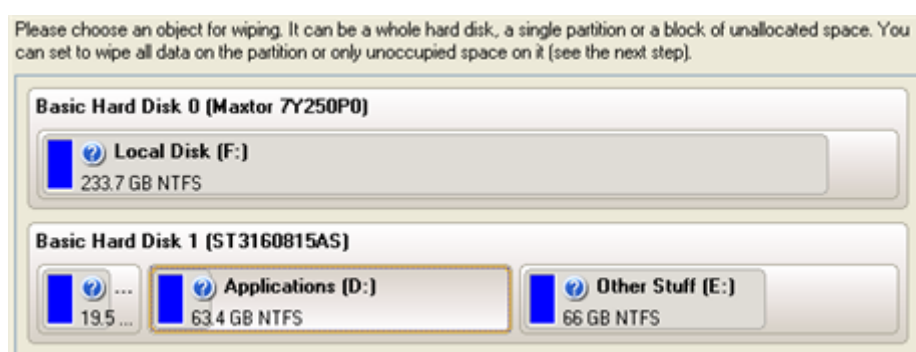 Please choose an object for wiping. It can be a whole hard disk, a single partition or a block of unallocated space. You
can set to wipe all data on the partition or only unoccupied space on it (see the next step).
Basic Hard Disk 0 (Maxtor 7Y250P0)
Local Disk (F:)
233.7 GB NTFS
Basic Hard Disk 1 (ST3160815AS)
... Applications (D:) Other Stuff (E:)
19.5 ... 63.4 GB NTFS 66 GB NTFS